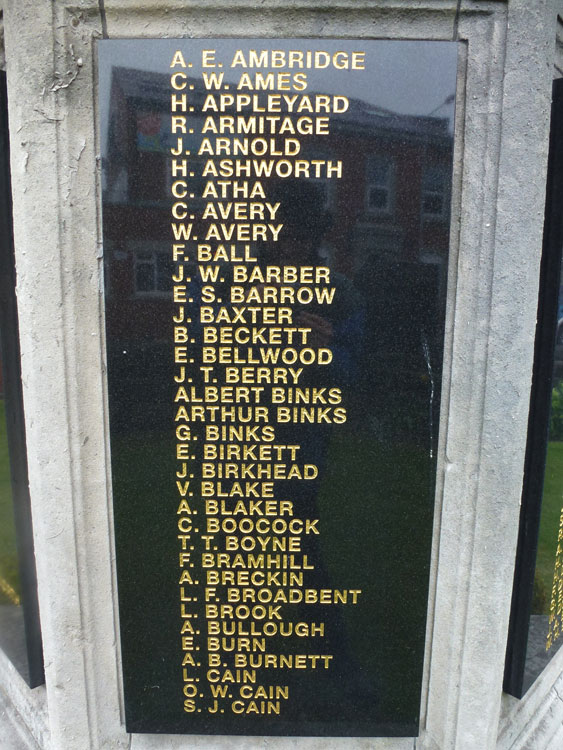 A. E. AMBRIDGE
C. W. AMES
H. APPLEYARD
R. ARMITAGE
J. ARNOLD
H. ASHWORTH
C. ATHA
C. AVERY
W. AVERY
F. BALL
J. W. BARBER
E. S. BARROW
J. BAXTER
B. BECKETT
E. BELLWOOD
J. T. BERRY
ALBERT BINKS
ARTHUR BINKS
G. BINKS
E. BIRKETT
J. BIRKHEAD
V. BLAKE
A. BLAKER
C. BOOCOCK
T. T. BOYNE
F. BRAMHILL
A. BRECKIN
L. F. BROADBENT
L. BROOK
A. BULLOUGH
E. BURN
A. B. BURNETT
L. CAIN
O. W. CAIN
S. J. CAIN